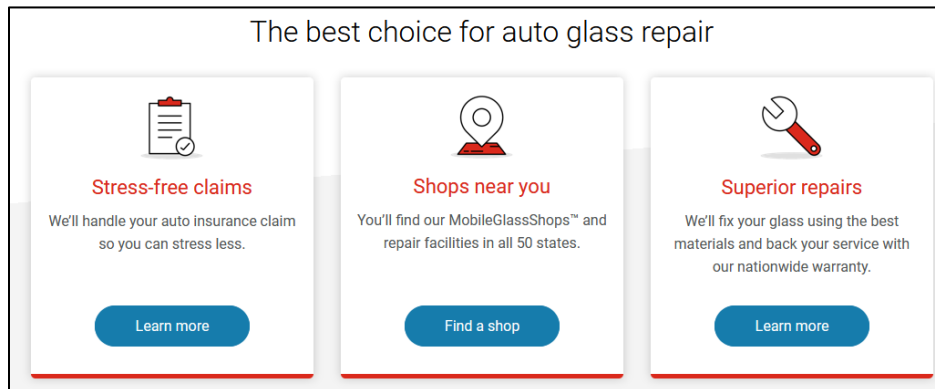 The best choice for auto glass repair
Stress-free claims
We'll handle your auto insurance claim
so you can stress less.
Learn more
Shops near you
You'll find our MobileGlassShops™ and
repair facilities in all 50 states.
Find a shop
Superior repairs
We'll fix your glass using the best
materials and back your service with
our nationwide warranty.
Learn more